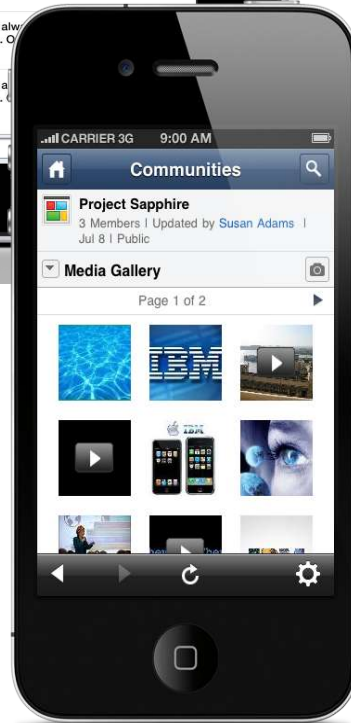 CARRIER 3G 9:00 AM
Communities
Project Sapphire
3 Members | Updated by Susan Adams |
Jul 8 | Public
Media Gallery
Page 1 of 2
IBM
IBM